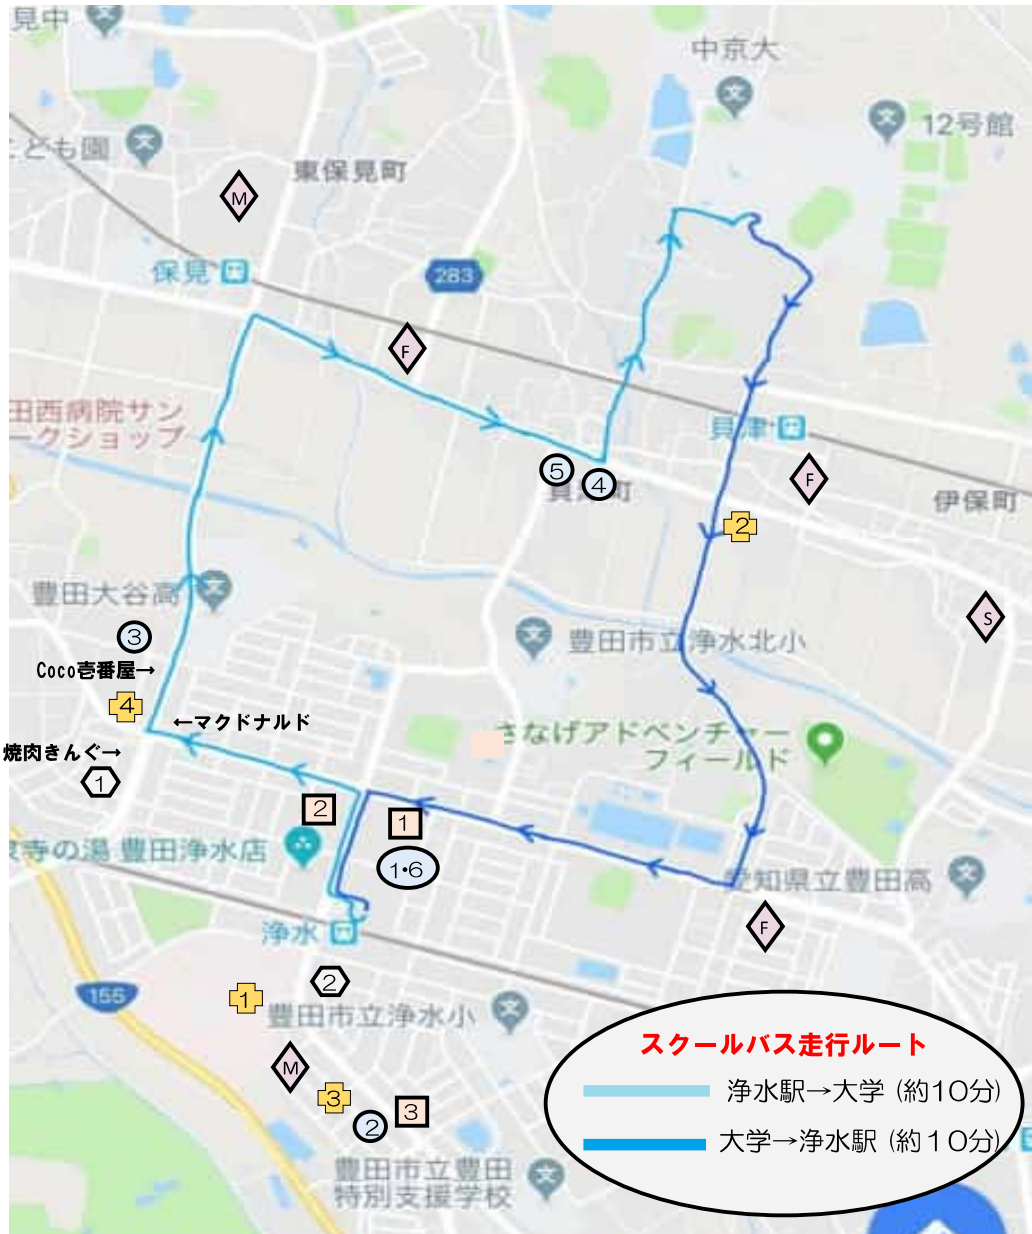 見中
中京大
12号館
ども園
東保見町
M
保見
283
F
田西病院サン
ークショップ
貝津
F
⑤
④
伊保町
2
豊田大谷高
S
③
豊田市立浄水北小
Coco壱番屋→
4
←マクドナルド
さなげアドベンチャー
フィールド
焼肉きんぐ→
1
2
1
泉寺の湯 豊田浄水店
1・6
愛知県立豊田高
F
浄水
2
155
1
豊田市立浄水小
M
3
②
3
豊田市立豊田
特別支援学校
スクールバス走行ルート
浄水駅→大学 (約10分)
大学→浄水駅 (約10分)